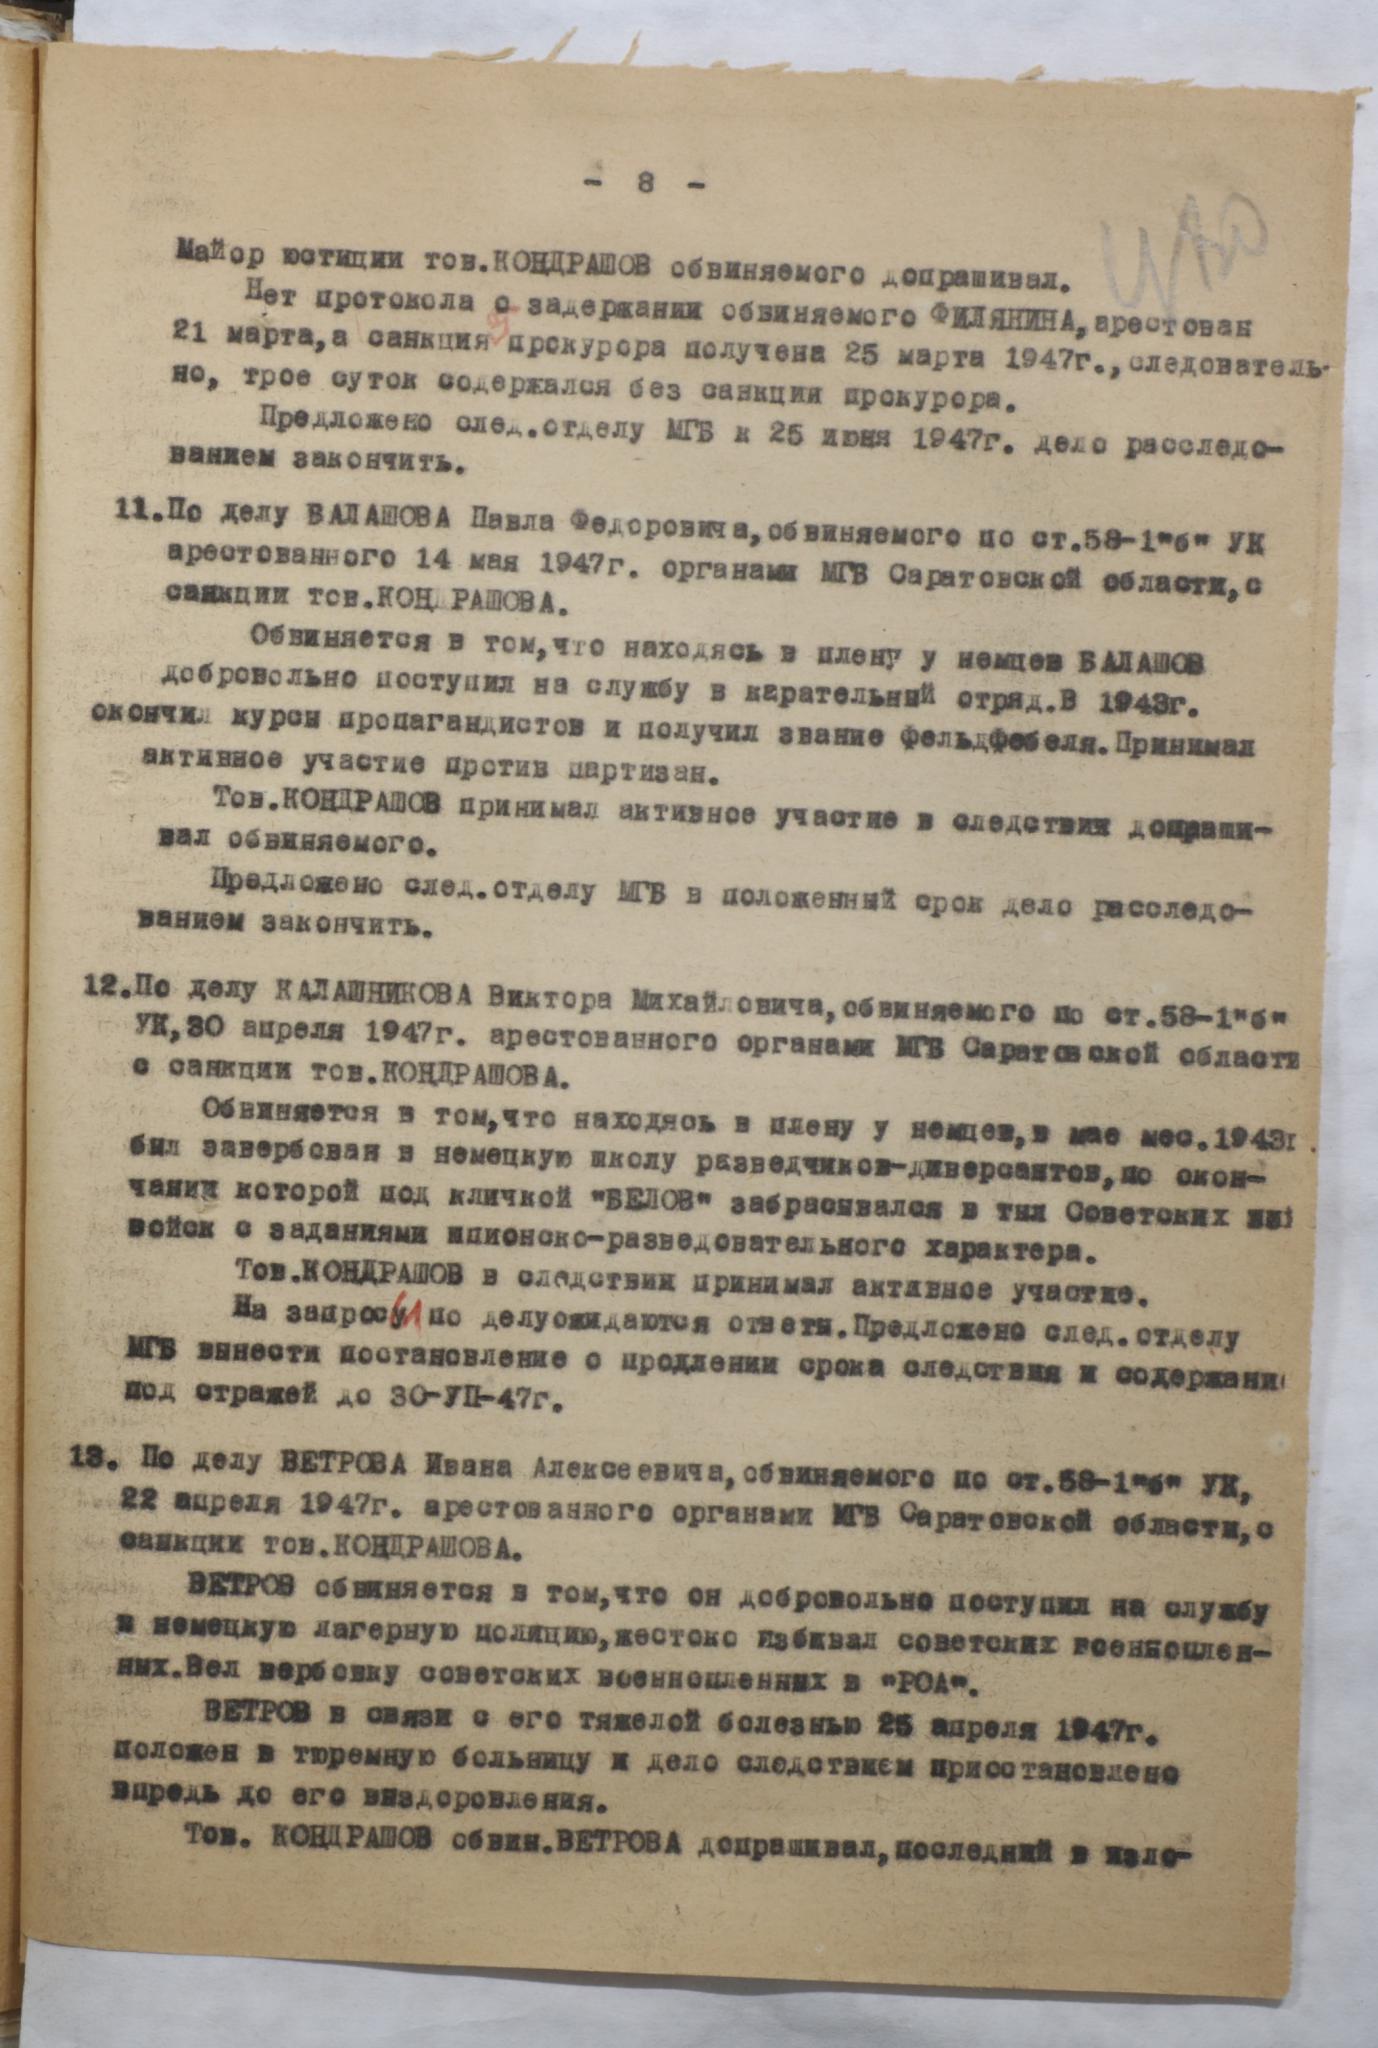 - 8 -
Майор юстиции тов.КОНДРАШОВ обвиняемого допрашивал.
Нет протокола о задержании обвиняемого ФИЛЯНИНА,арестован
21 марта,а санкция прокурора получена 25 марта 1947г.,следователь-
но, трое суток содержался без санкции прокурора.
Предложено след.отделу МГБ к 25 июня 1947г. дело расследо-
ванием закончить.
11.По делу БАЛАШОВА Павла Федоровича,обвиняемого по ст.58-1"б" УК
арестованного 14 мая 1947г. органами МГБ Саратовской области,с
санкции тов.КОНДРАШОВА.
Обвиняется в том,что находясь в плену у немцев БАЛАШОВ
добровольно поступил на службу в карательный отряд.В 1943г.
окончил курсы пропагандистов и получил звание фельдфебеля.Принимал
активное участие против партизан.
Тов.КОНДРАШОВ принимал активное участие в следствии допраши-
вал обвиняемого.
Предложено след.отделу МГБ в положенный срок дело расследо-
ванием закончить.
12.По делу КАЛАШНИКОВА Виктора Михайловича,обвиняемого по ст.58-1"б"
УК,30 апреля 1947г. арестованного органами МГБ Саратовской области
с санкции тов.КОНДРАШОВА.
Обвиняется в том,что находясь в плену у немцев,в мае мес.1943г.
был завербован в немецкую школу разведчиков-диверсантов,по окон-
чании которой под кличкой "БЕЛОВ" забрасывался в тыл Советских
войск с заданиями шпионско-разведовательного характера.
Тов.КОНДРАШОВ в следствии принимал активное участие.
На запросы по делуожидаются ответы.Предложено след.отделу
МГБ вынести постановление о продлении срока следствия и содержани
под стражей до 30-УП-47г.
13. По делу ВЕТРОВА Ивана Алексеевича,обвиняемого по ст.58-1"б" УК,
22 апреля 1947г. арестованного органами МГБ Саратовской области,с
санкции тов.КОНДРАШОВА.
ВЕТРОВ обвиняется в том,что он добровольно поступил на службу
в немецкую лагерную полицию,жестоко избивал советских военноплен-
ных.Вел вербовку советских военнопленных в "РОА".
ВЕТРОВ в связи с его тяжелой болезнью 25 апреля 1947г.
положен в тюремную больницу и дело следствием приостановлено
впредь до его выздоровления.
Тов. КОНДРАШОВ обвин.ВЕТРОВА допрашивал,последний в изло-